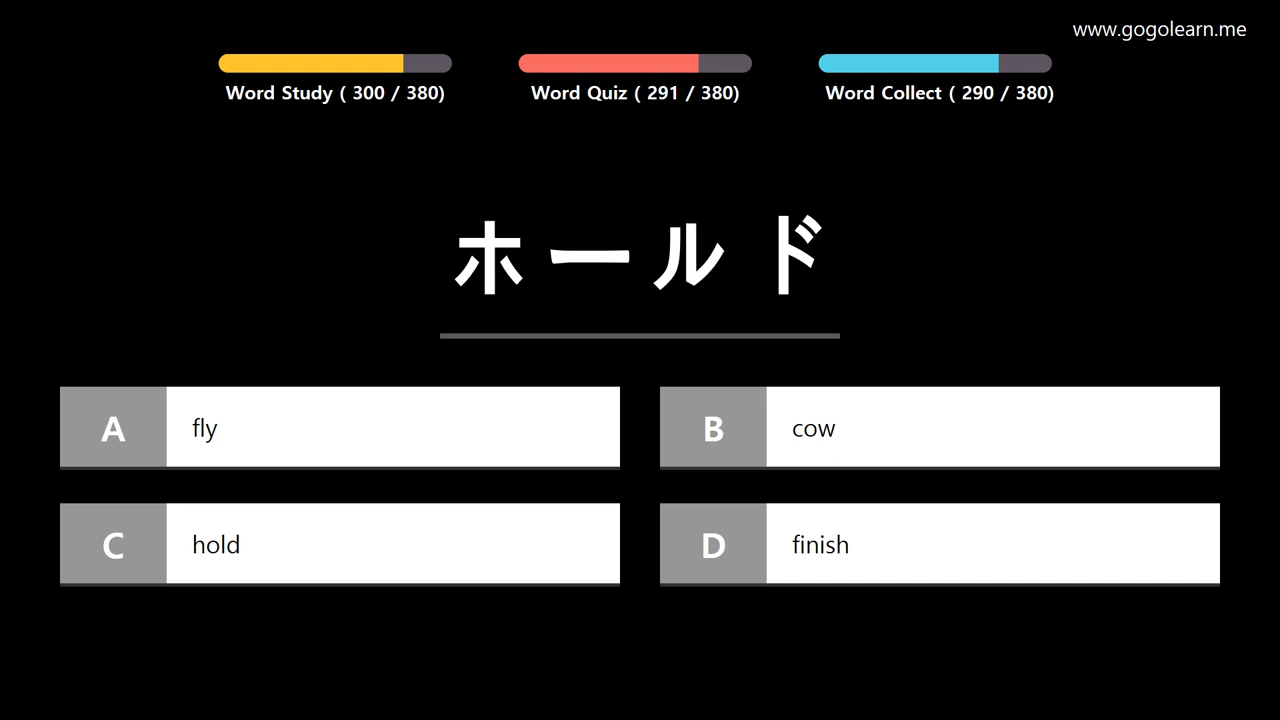 www.gogolearn.me
Word Study ( 300 / 380)
Word Quiz ( 291 / 380)
Word Collect ( 290 / 380)
ホールド
A fly
B cow
C hold
D finish